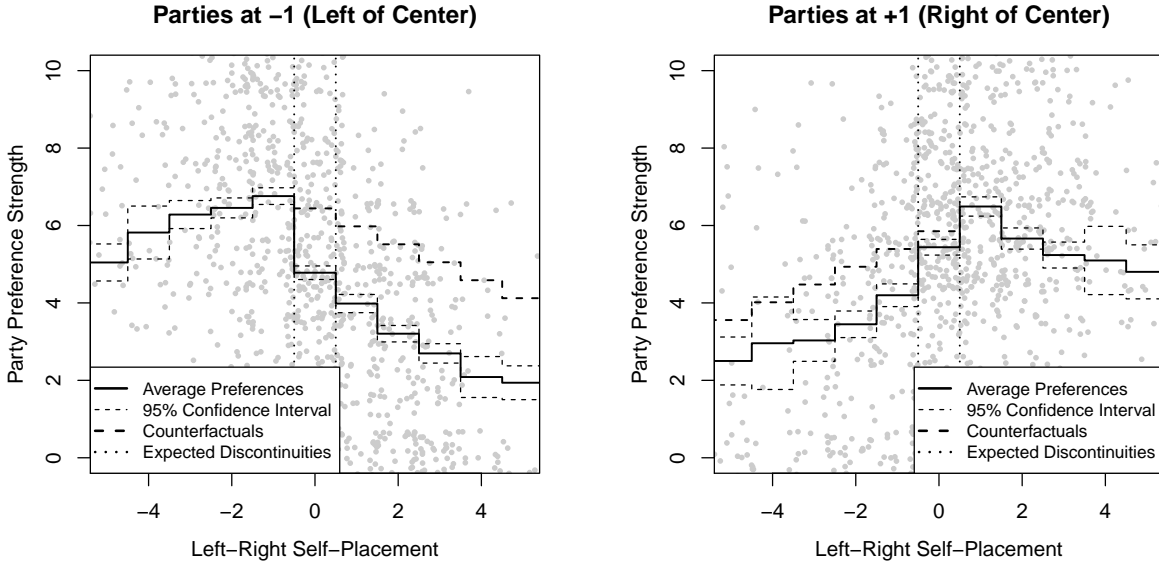 Parties at −1 (Left of Center)
Party Preference Strength
10
8
6
4
2
0
Average Preferences
95% Confidence Interval
Counterfactuals
Expected Discontinuities
−4 −2 0 2 4
Left−Right Self−Placement
Parties at +1 (Right of Center)
Party Preference Strength
10
8
6
4
2
0
Average Preferences
95% Confidence Interval
Counterfactuals
Expected Discontinuities
−4 −2 0 2 4
Left−Right Self−Placement